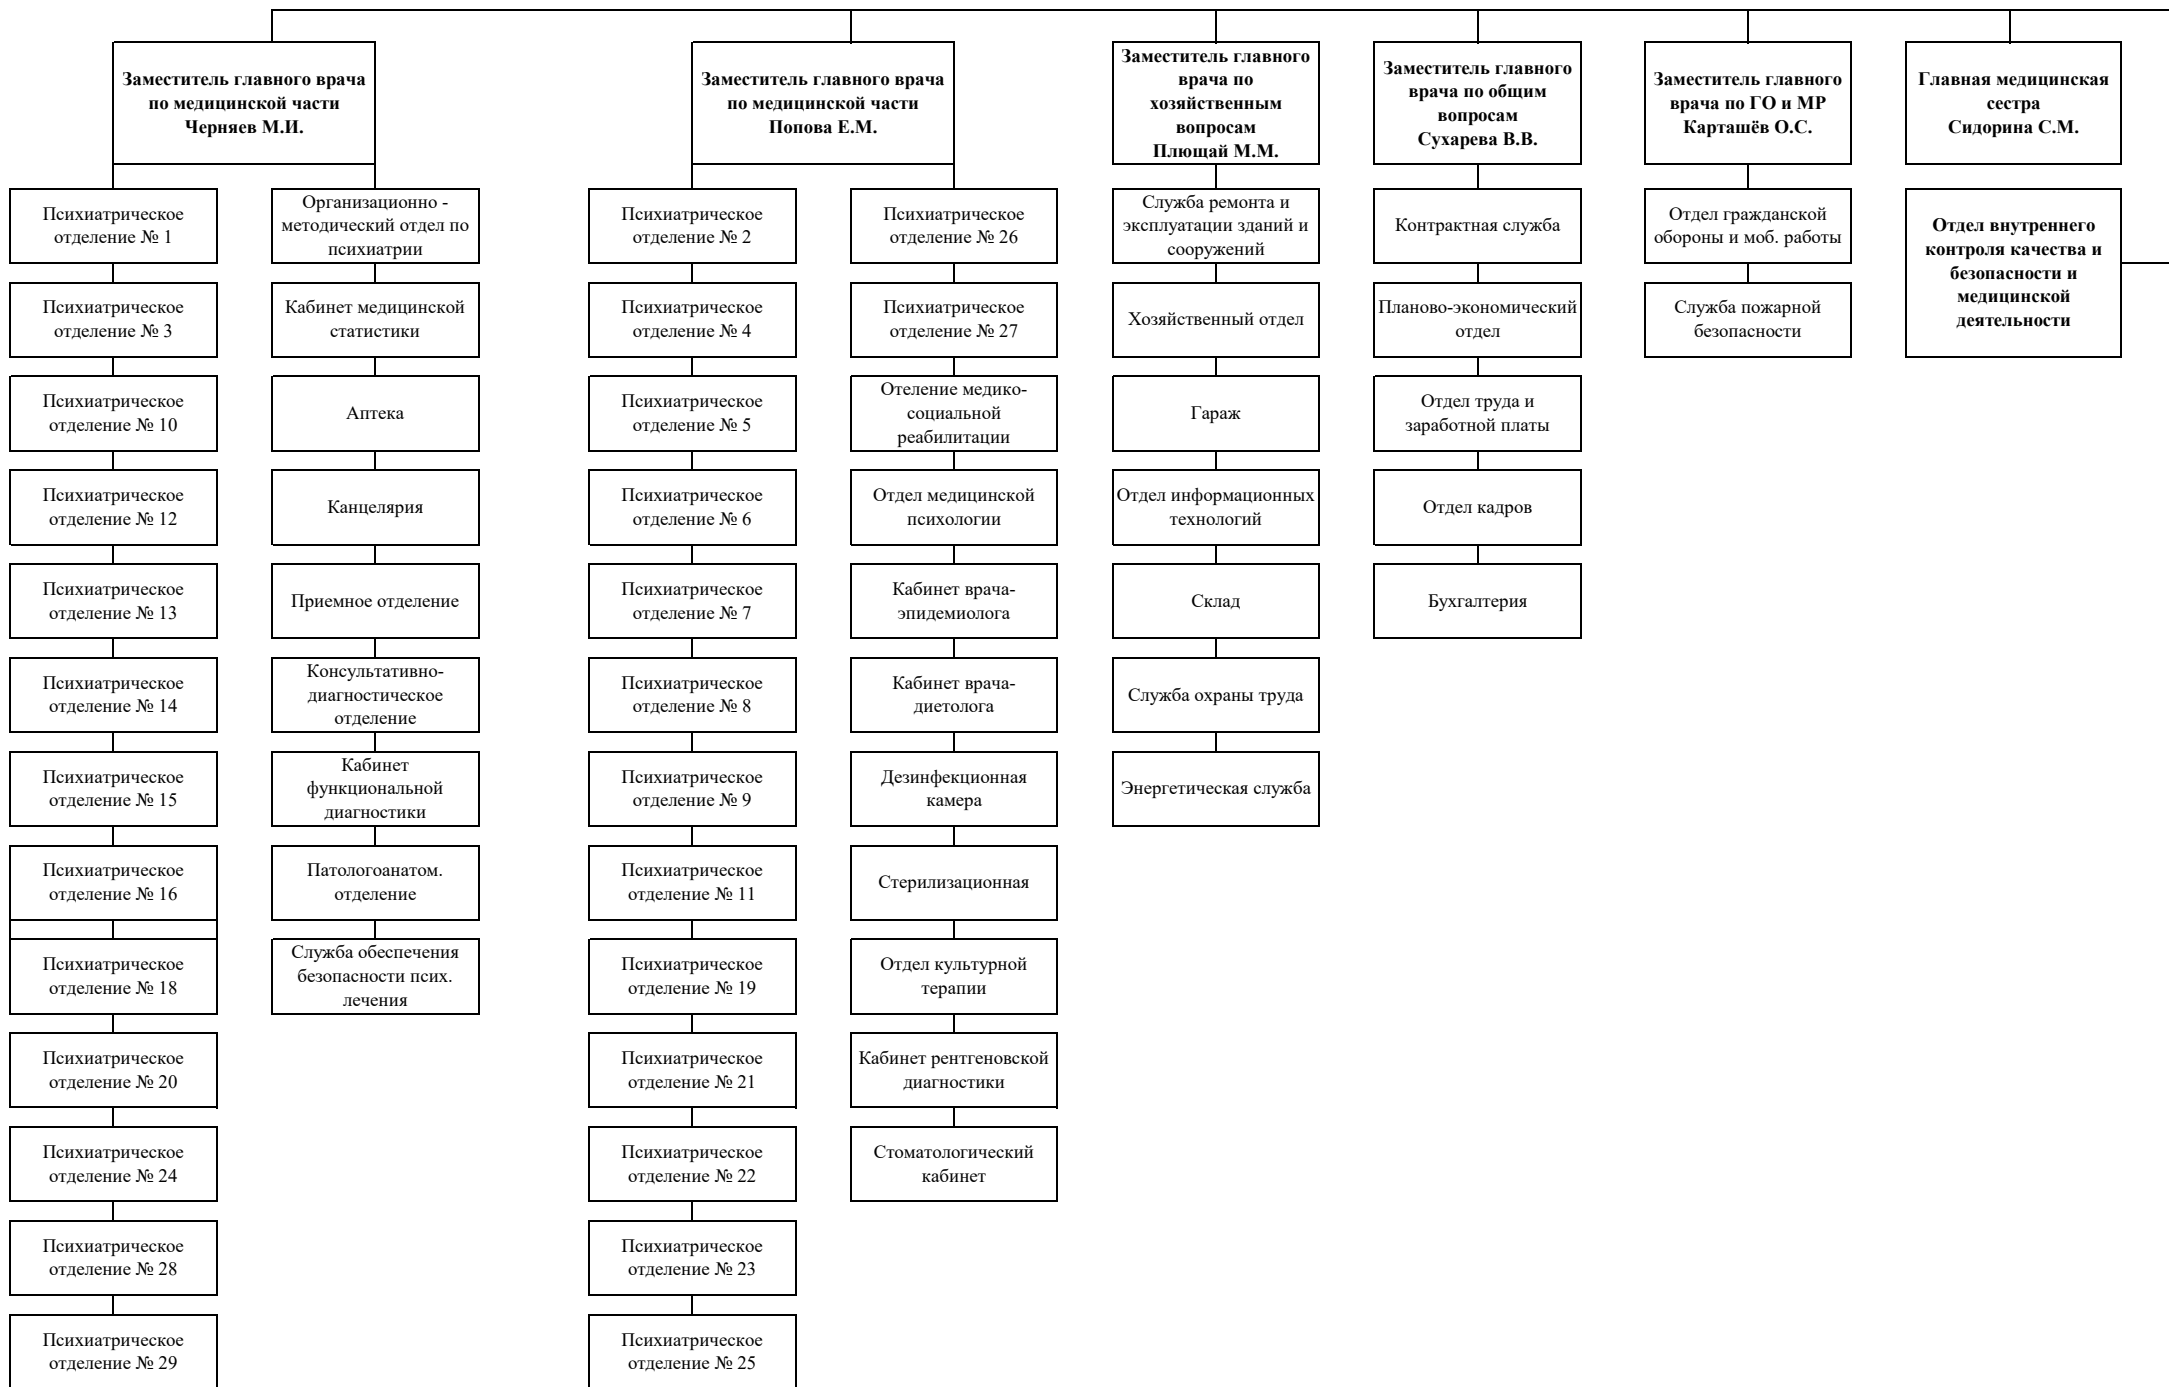 Заместитель главного врача
по медицинской части
Черняев М.И.
Заместитель главного врача
по медицинской части
Попова Е.М.
Заместитель главного
врача по
хозяйственным
вопросам
Плющай М.М.
Заместитель главного
врача по общим
вопросам
Сухарева В.В.
Заместитель главного
врача по ГО и МР
Карташёв О.С.
Главная медицинская
сестра
Сидорина С.М.
Психиатрическое
отделение № 1
Психиатрическое
отделение № 3
Психиатрическое
отделение № 10
Психиатрическое
отделение № 12
Психиатрическое
отделение № 13
Психиатрическое
отделение № 14
Психиатрическое
отделение № 15
Психиатрическое
отделение № 16
Психиатрическое
отделение № 18
Психиатрическое
отделение № 20
Психиатрическое
отделение № 24
Психиатрическое
отделение № 28
Психиатрическое
отделение № 29
Организационно -
методический отдел по
психиатрии
Кабинет медицинской
статистики
Аптека
Канцелярия
Приемное отделение
Консультативно-
диагностическое
отделение
Кабинет
функциональной
диагностики
Патологоанатом.
отделение
Служба обеспечения
безопасности псих.
лечения
Психиатрическое
отделение № 2
Психиатрическое
отделение № 4
Психиатрическое
отделение № 5
Психиатрическое
отделение № 6
Психиатрическое
отделение № 7
Психиатрическое
отделение № 8
Психиатрическое
отделение № 9
Психиатрическое
отделение № 11
Психиатрическое
отделение № 19
Психиатрическое
отделение № 21
Психиатрическое
отделение № 22
Психиатрическое
отделение № 23
Психиатрическое
отделение № 25
Психиатрическое
отделение № 26
Психиатрическое
отделение № 27
Отеление медико-
социальной
реабилитации
Отдел медицинской
психологии
Кабинет врача-
эпидемиолога
Кабинет врача-
диетолога
Дезинфекционная
камера
Стерилизационная
Отдел культурной
терапии
Кабинет рентгеновской
диагностики
Стоматологический
кабинет
Служба ремонта и
эксплуатации зданий и
сооружений
Хозяйственный отдел
Гараж
Отдел информационных
технологий
Склад
Служба охраны труда
Энергетическая служба
Контрактная служба
Планово-экономический
отдел
Отдел труда и
заработной платы
Отдел кадров
Бухгалтерия
Отдел гражданской
обороны и моб. работы
Служба пожарной
безопасности
Отдел внутреннего
контроля качества и
безопасности и
медицинской
деятельности